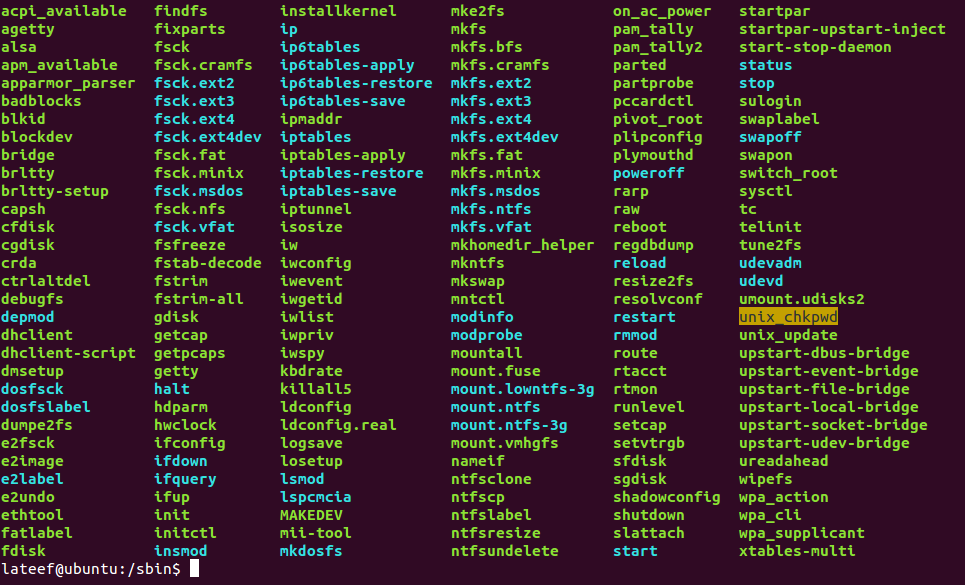 acpi_available findfs installkernel mke2fs on_ac_power startpar
agetty fixparts ip mkfs pam_tally startpar-upstart-inject
alsa fsck ip6tables mkfs.bfs pam_tally2 start-stop-daemon
apm_available fsck.cramfs ip6tables-apply mkfs.cramfs parted status
apparmor_parser fsck.ext2 ip6tables-restore mkfs.ext2 partprobe stop
badblocks fsck.ext3 ip6tables-save mkfs.ext3 pccardctl sulogin
blkid fsck.ext4 ipmaddr mkfs.ext4 pivot_root swaplabel
blockdev fsck.ext4dev iptables mkfs.ext4dev plipconfig swapoff
bridge fsck.fat iptables-apply mkfs.fat plymouthd swapon
brltty fsck.minix iptables-restore mkfs.minix poweroff switch_root
brltty-setup fsck.msdos iptables-save mkfs.msdos rarp sysctl
capsh fsck.nfs iptunnel mkfs.ntfs raw tc
cfdisk fsck.vfat isosize mkfs.vfat reboot telinit
cgdisk fsfreeze iw mkhomedir_helper regdbdump tune2fs
crda fstab-decode iwconfig mkntfs reload udevadm
ctrlaltdel fstrim iwevent mkswap resize2fs udevd
debugfs fstrim-all iwgetid mntctl resolvconf umount.udisks2
depmod gdisk iwlist modinfo restart unix_chkpwd
dhclient getcap iwpriv modprobe rmmod unix_update
dhclient-script getpcaps iwspy mountall route upstart-dbus-bridge
dmsetup getty kbdrate mount.fuse rtacct upstart-event-bridge
dosfsck halt killall5 mount.lowntfs-3g rtmon upstart-file-bridge
dosfslabel hdparm ldconfig mount.ntfs runlevel upstart-local-bridge
dumpe2fs hwclock ldconfig.real mount.ntfs-3g setcap upstart-socket-bridge
e2fsck ifconfig logsave mount.vmhgfs setvtrgb upstart-udev-bridge
e2image ifdown losetup nameif sfdisk ureadahead
e2label ifquery lsmod ntfsclone sgdisk wipefs
e2undo ifup lspcmcia ntfscp shadowconfig wpa_action
ethtool init MAKEDEV ntfslabel shutdown wpa_cli
fatlabel initctl mii-tool ntfsresize slattach wpa_supplicant
fdisk insmod mkdosfs ntfsundelete start xtables-multi
lateef@ubuntu:/sbin$